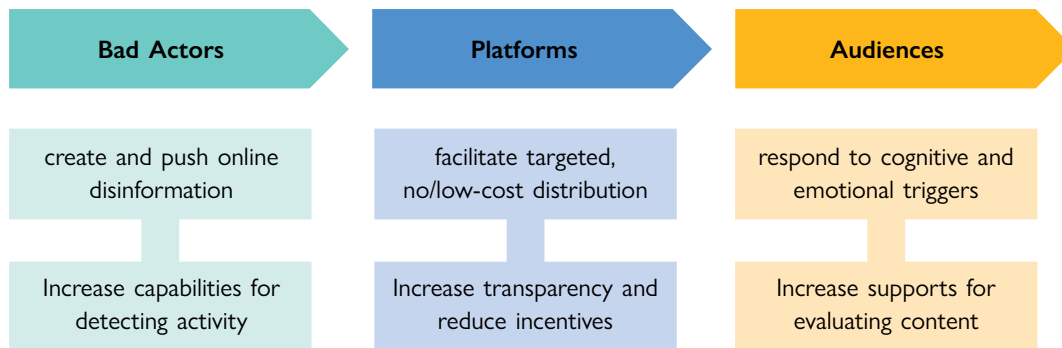 Bad Actors
Platforms
Audiences
create and push online
disinformation
facilitate targeted,
no/low-cost distribution
respond to cognitive and
emotional triggers
Increase capabilities for
detecting activity
Increase transparency and
reduce incentives
Increase supports for
evaluating content